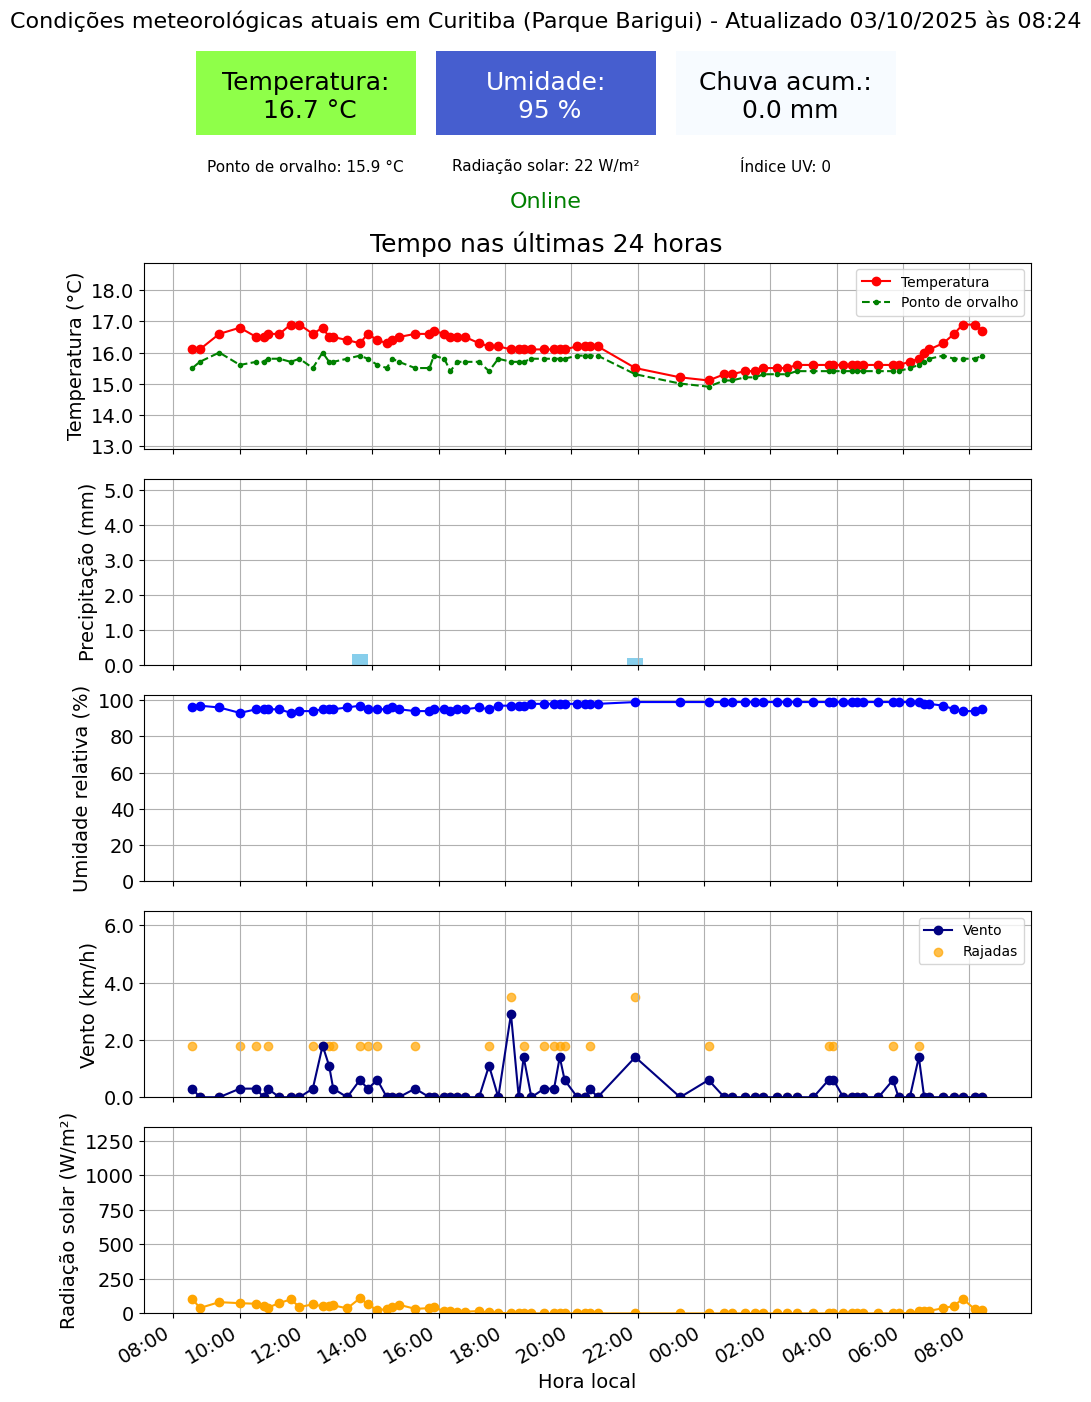 Condições meteorológicas atuais em Curitiba (Parque Barigui) - Atualizado 03/10/2025 às 08:24
Temperatura:
16.7 °C
Umidade:
95 %
Chuva acum.:
0.0 mm
Ponto de orvalho: 15.9 °C
Radiação solar: 22 W/m²
Índice UV: 0
Online
Tempo nas últimas 24 horas
Temperatura (°C)
18.0
17.0
16.0
15.0
14.0
13.0
Temperatura
Ponto de orvalho
Precipitação (mm)
5.0
4.0
3.0
2.0
1.0
0.0
Umidade relativa (%)
100
80
60
40
20
0
Vento (km/h)
6.0
4.0
2.0
0.0
Vento
Rajadas
Radiação solar (W/m²)
1250
1000
750
500
250
0
08:00
10:00
12:00
14:00
16:00
18:00
20:00
22:00
00:00
02:00
04:00
06:00
08:00
Hora local